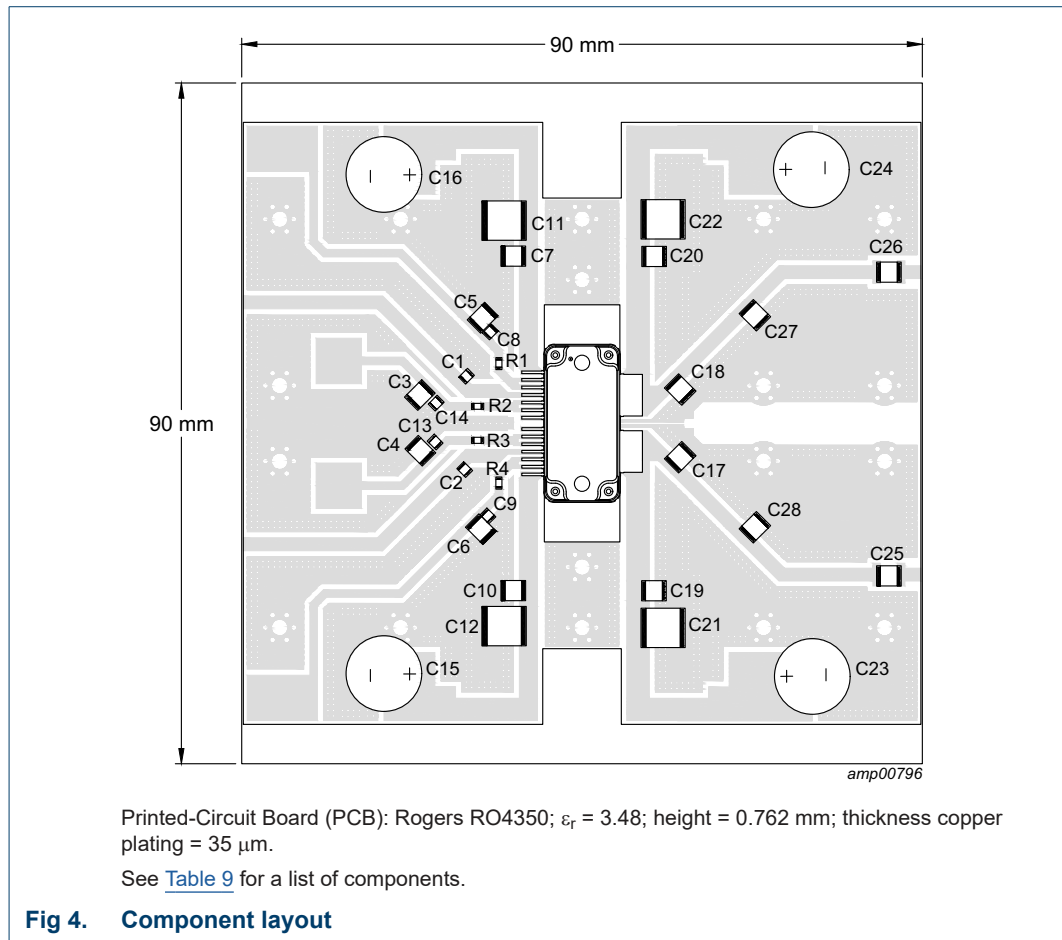 90 mm
C16
C24
C11
C22
C7
C20
C26
C5
C8
C27
R1
C1
C18
C3
R2
C14
90 mm
C13
R3
C4
C17
C2
R4
C9
C28
C6
C25
C10
C19
C12
C21
C15
C23
amp00796
Printed-Circuit Board (PCB): Rogers RO4350; εr = 3.48; height = 0.762 mm; thickness copper
plating = 35 μm.
See Table 9 for a list of components.
Fig 4. Component layout